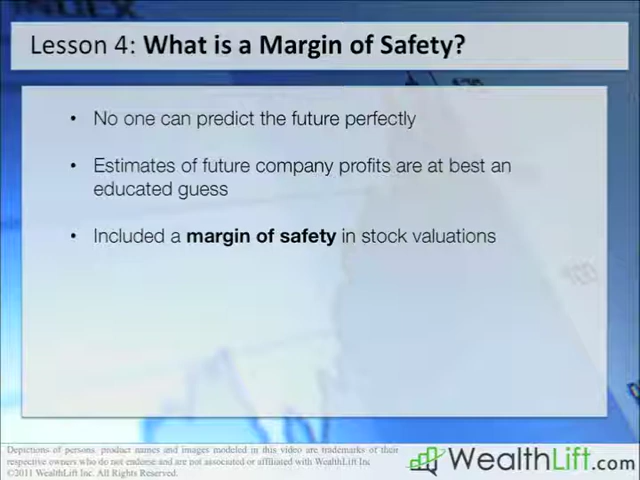 Lesson 4: What is a Margin of Safety?
• No one can predict the future perfectly
• Estimates of future company profits are at best an
educated guess
• Included a margin of safety in stock valuations
Depictions of persons, product names and images modeled in this video are trademarks of their
respective owners who do not endorse and are not associated or affiliated with WealthLift Inc
©2011 WealthLift Inc. All Rights Reserved.
WealthLift.com